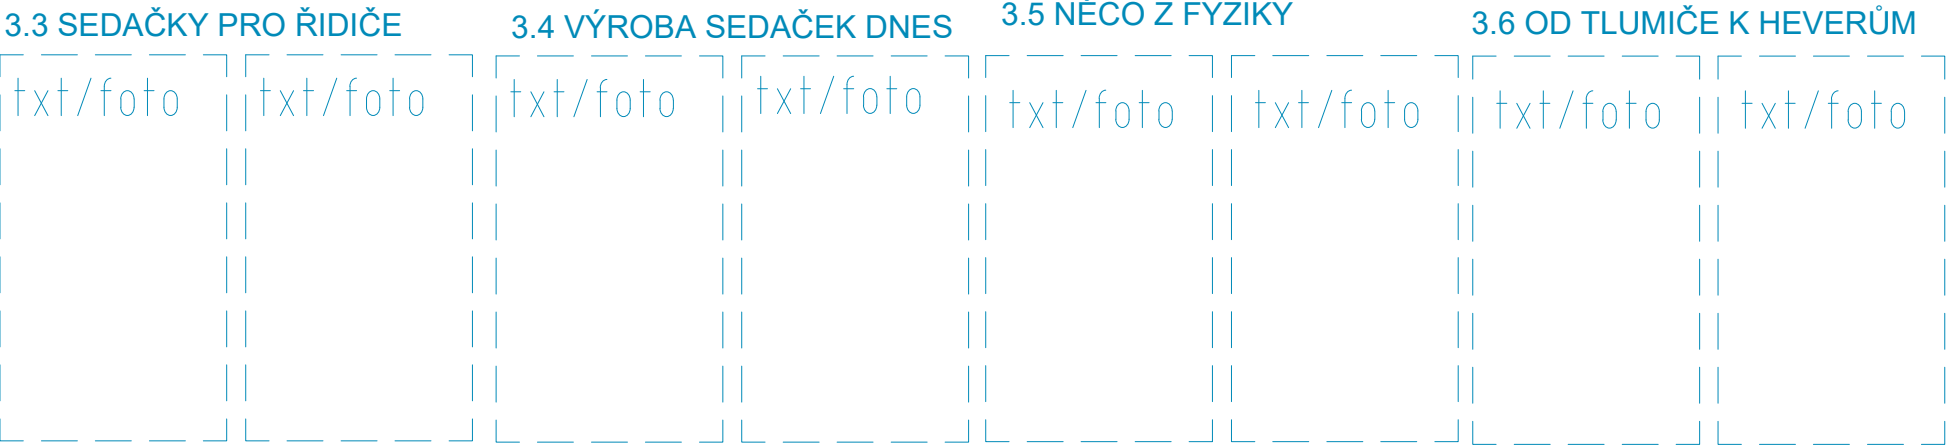 3.3 SEDAČKY PRO ŘIDIČE
txt/foto
txt/foto
3.4 VÝROBA SEDAČEK DNES
txt/foto
txt/foto
3.5 NĚCO Z FYZIKY
txt/foto
txt/foto
3.6 OD TLUMIČE K HEVERŮM
txt/foto
txt/foto